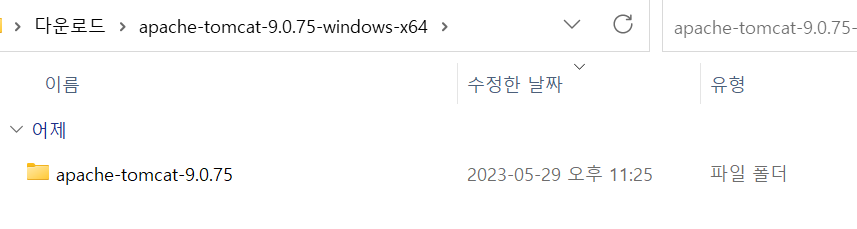 다운로드 > apache-tomcat-9.0.75-windows-x64 > apache-tomcat-9.0.75-
이름 수정한 날짜 유형
어제
apache-tomcat-9.0.75 2023-05-29 오후 11:25 파일 폴더